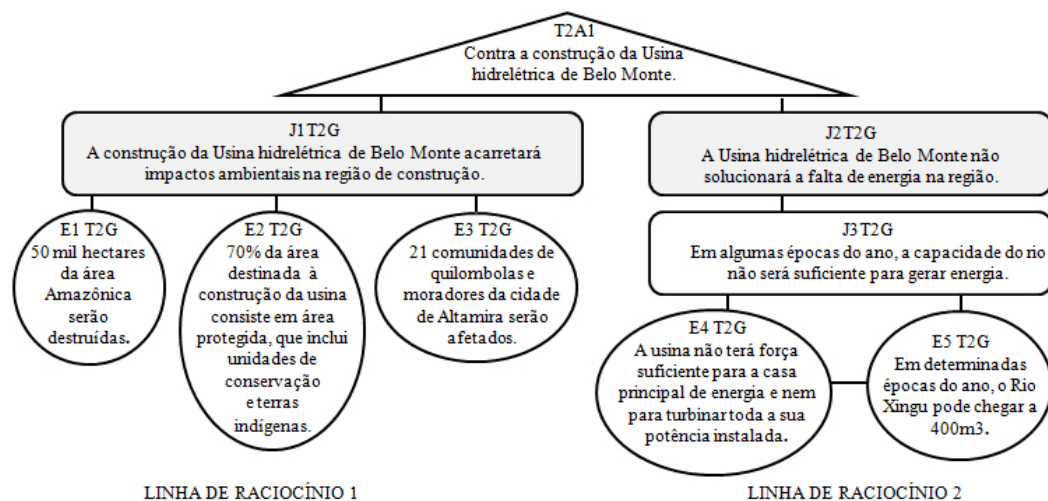 T2A1
Contra a construção da Usina
hidrelétrica de Belo Monte.
J1T2G
A construção da Usina hidrelétrica de Belo Monte acarretará
impactos ambientais na região de construção.
J2T2G
A Usina hidrelétrica de Belo Monte não
solucionará a falta de energia na região.
E1 T2G
50 mil hectares
da área
Amazônica
serão
destruídas.
E2 T2G
70% da área
destinada à
construção da usina
consiste em área
protegida, que inclui
unidades de
conservação
e terras
indígenas.
E3 T2G
21 comunidades de
quilombolas e
moradores da cidade
de Altamira serão
afetados.
J3T2G
Em algumas épocas do ano, a capacidade do rio
não será suficiente para gerar energia.
E4 T2G
A usina não terá força
suficiente para a casa
principal de energia e nem
para turbinar toda a sua
potência instalada.
E5 T2G
Em determinadas
épocas do ano, o Rio
Xingu pode chegar a
400m3.
LINHA DE RACIOCÍNIO 1
LINHA DE RACIOCÍNIO 2